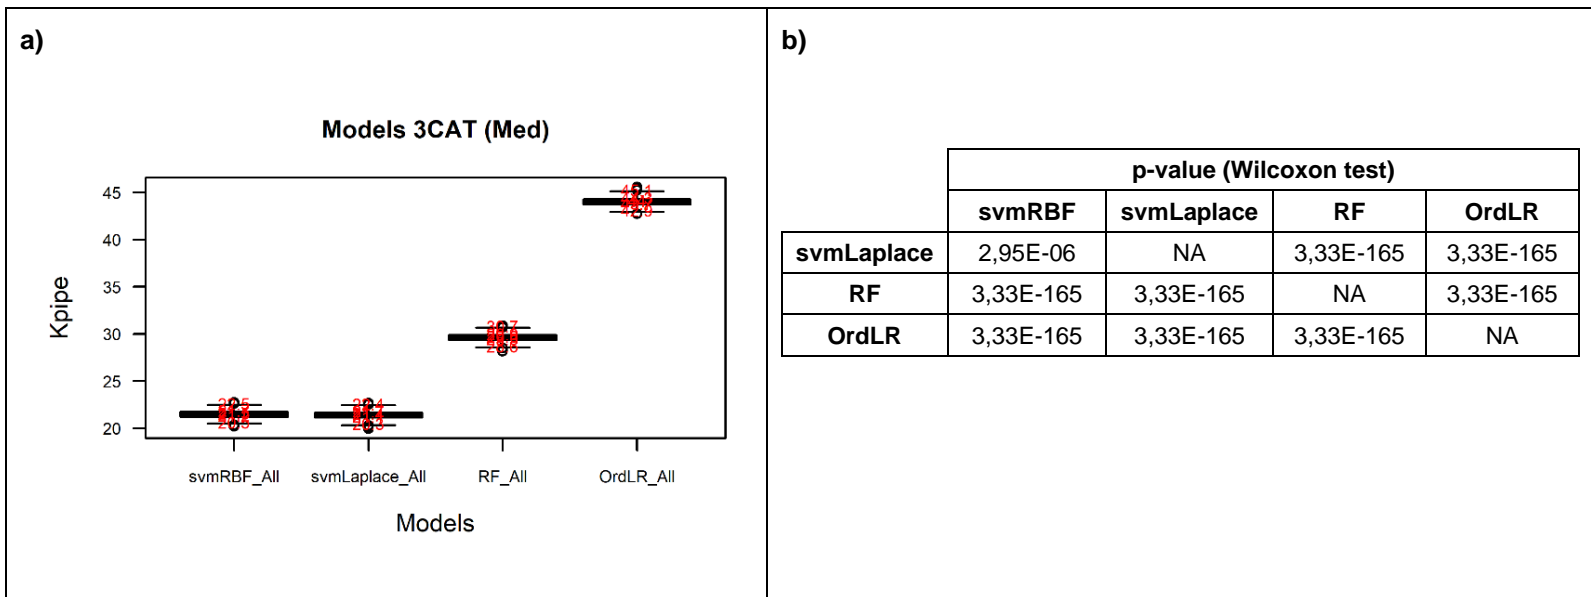 a)
Models 3CAT (Med)
Kpipe
45
40
35
30
25
20
svmRBF_All svmLaplace_All RF_All OrdLR_All
Models
b)
p-value (Wilcoxon test)
svmRBF svmLaplace RF OrdLR
svmLaplace 2,95E-06 NA 3,33E-165 3,33E-165
RF 3,33E-165 3,33E-165 NA 3,33E-165
OrdLR 3,33E-165 3,33E-165 3,33E-165 NA